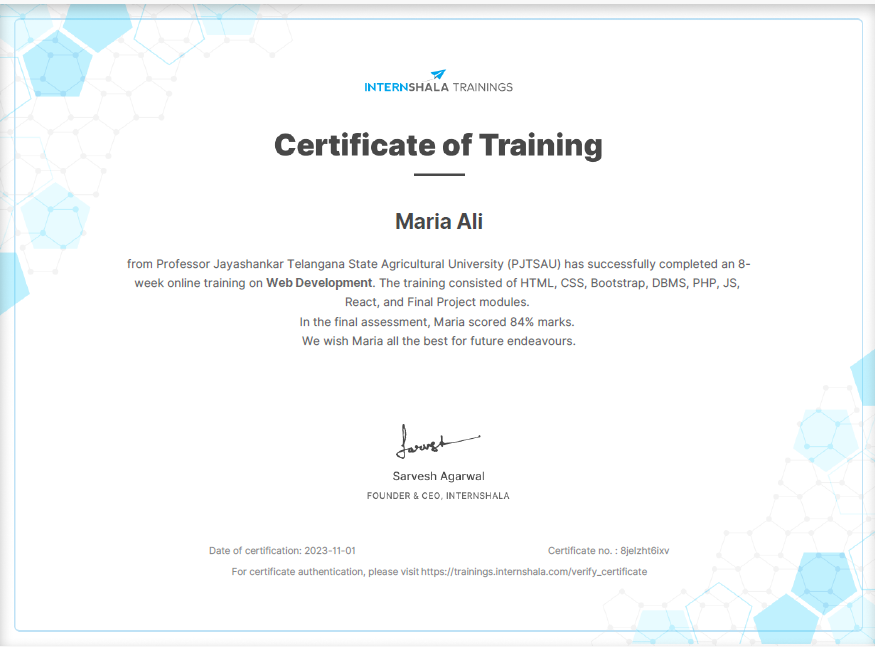 INTERNSHALA TRAININGS
Certificate of Training
Maria Ali
from Professor Jayashankar Telangana State Agricultural University (PJTSAU) has successfully completed an 8-
week online training on Web Development. The training consisted of HTML, CSS, Bootstrap, DBMS, PHP, JS,
React, and Final Project modules.
In the final assessment, Maria scored 84% marks.
We wish Maria all the best for future endeavours.
Sarvesh
Sarvesh Agarwal
FOUNDER & CEO, INTERNSHALA
Date of certification: 2023-11-01 Certificate no. : 8jelzht6ixv
For certificate authentication, please visit https://trainings.internshala.com/verify_certificate